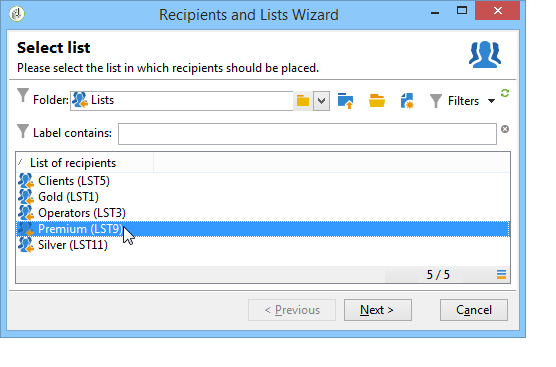 Recipients and Lists Wizard
Select list
Please select the list in which recipients should be placed.
Folder: Lists Filters
Label contains:
List of recipients
Clients (LST5)
Gold (LST1)
Operators (LST3)
Premium (LST9)
Silver (LST11)
5 / 5
< Previous Next > Cancel